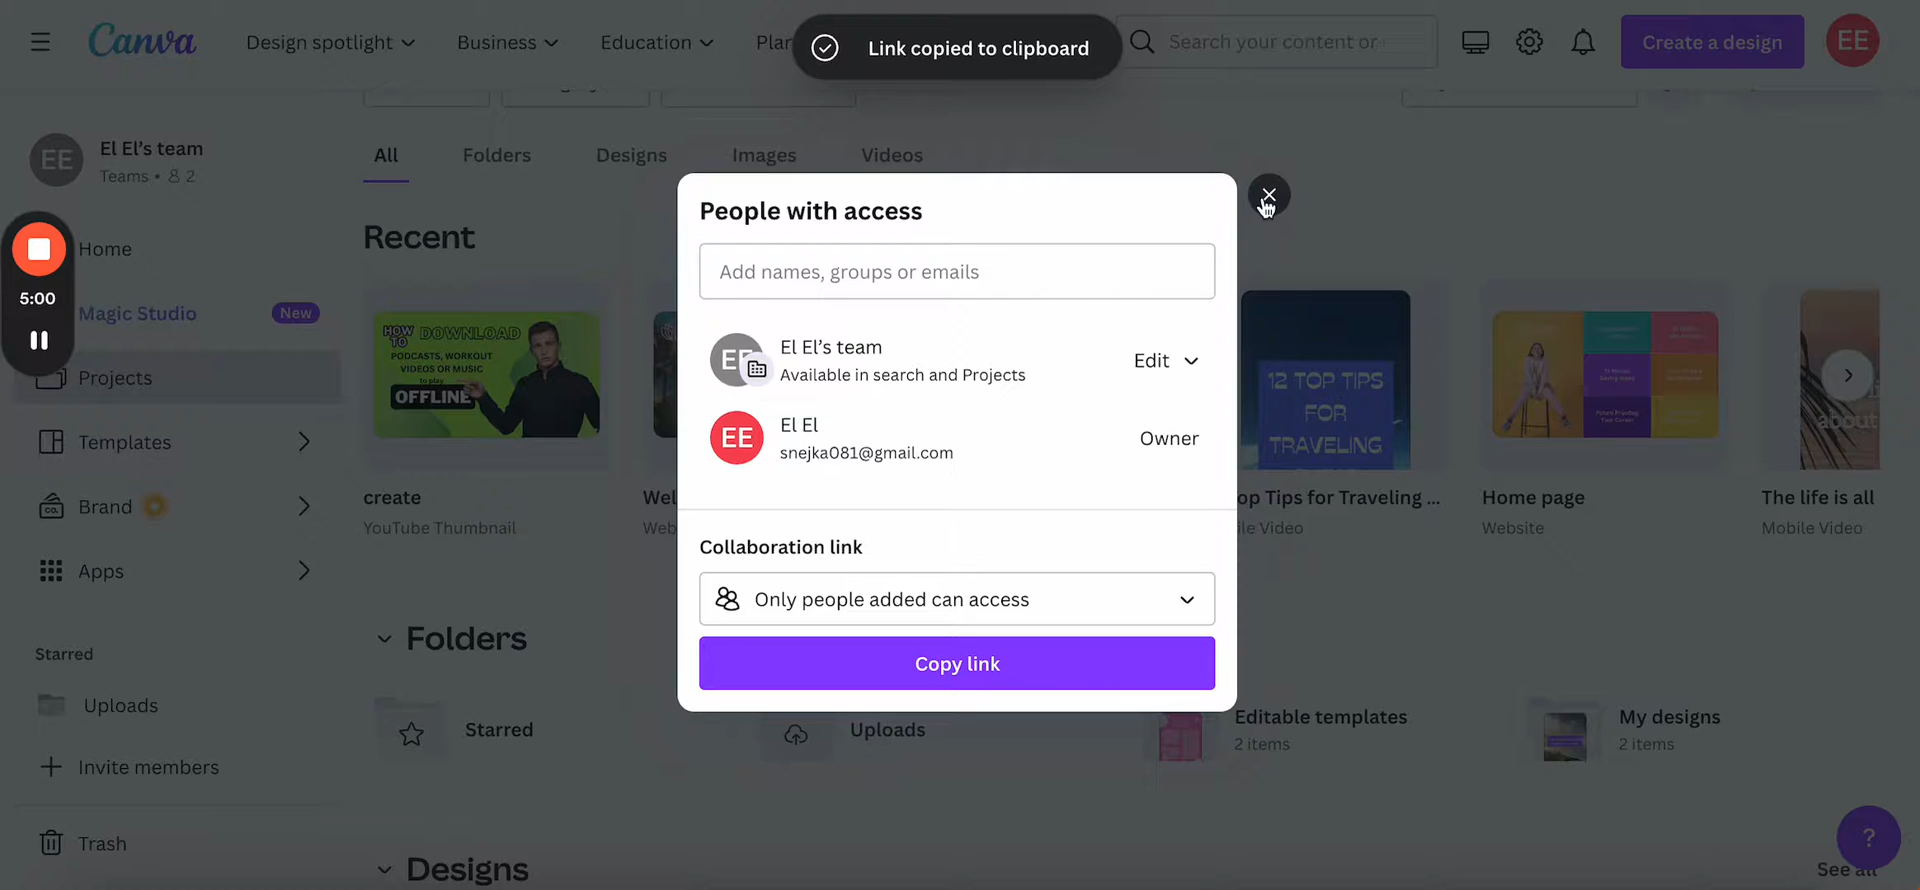 Canva
Design spotlight
Business
Education
Link copied to clipboard
Search your content or
Create a design
EE
EE
El El's team
Teams • 2
All
Folders
Designs
Images
Videos
5:00
Home
Magic Studio
New
Projects
Templates
Brand
Apps
Starred
Uploads
Invite members
Trash
Recent
HOW TO DOWNLOAD
PODCASTS, WORKOUT
VIDEOS OR MUSIC
to play
OFFLINE
create
YouTube Thumbnail
People with access
Add names, groups or emails
El El's team
Available in search and Projects
Edit
EE
El El
snejka081@gmail.com
Owner
Collaboration link
Only people added can access
Copy link
12 TOP TIPS
FOR
TRAVELING
op Tips for Traveling ...
Home page
Website
The life is all
Mobile Video
about
Folders
Starred
Uploads
Editable templates
2 items
My designs
2 items
Designs
See all
?